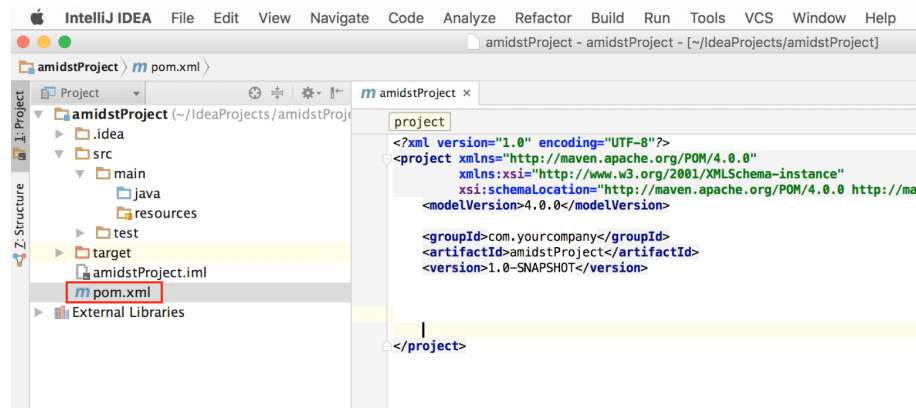 IntelliJ IDEA File Edit View Navigate Code Analyze Refactor Build Run Tools VCS Window Help
amidstProject - amidstProject - [~/IdeaProjects/amidstProject]
amidstProject m pom.xml
1: Project
Z: Structure
Project
amidstProject (~/IdeaProjects/amidstProje
.idea
src
main
java
resources
test
target
amidstProject.iml
m pom.xml
External Libraries
m amidstProject ×
project
<?xml version="1.0" encoding="UTF-8"?>
<project xmlns="http://maven.apache.org/POM/4.0.0"
xmlns:xsi="http://www.w3.org/2001/XMLSchema-instance"
xsi:schemaLocation="http://maven.apache.org/POM/4.0.0 http://ma
<modelVersion>4.0.0</modelVersion>
<groupId>com.yourcompany</groupId>
<artifactId>amidstProject</artifactId>
<version>1.0-SNAPSHOT</version>
</project>